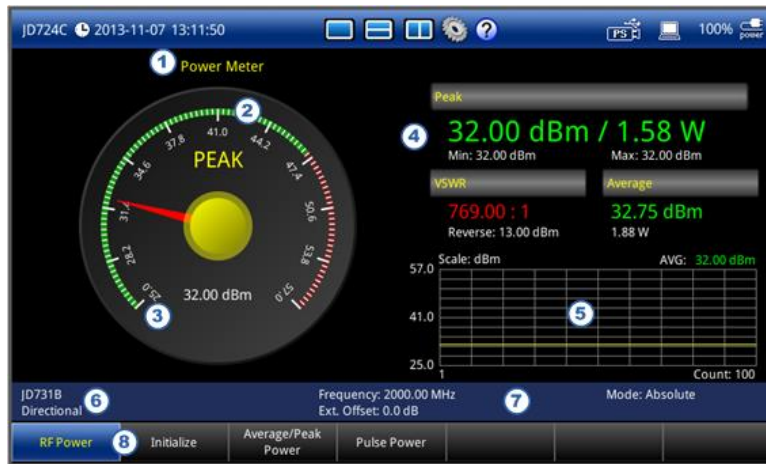 JD724C 2013-11-07 13:11:50
PS
100% power
1 Power Meter
2
25.0 28.2 31.4 34.6 37.8 41.0 44.2 47.4 50.6 53.8 57.0
PEAK
32.00 dBm
3
Peak
4 32.00 dBm / 1.58 W
Min: 32.00 dBm Max: 32.00 dBm
VSWR Average
769.00 : 1 32.75 dBm
Reverse: 13.00 dBm 1.88 W
Scale: dBm AVG: 32.00 dBm
57.0
41.0 5
25.0
1 Count: 100
JD731B Frequency: 2000.00 MHz Mode: Absolute
Directional 6 Ext. Offset: 0.0 dB 7
RF Power 8 Initialize Average/Peak Power Pulse Power